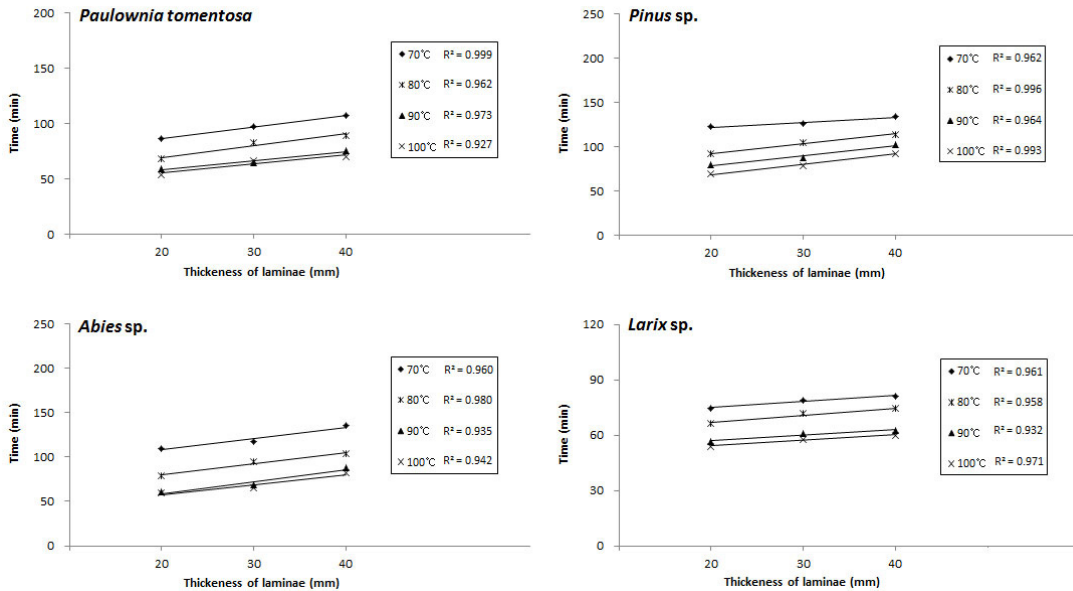 Paulownia tomentosa
200
150
100
50
0
Time (min)
20 30 40
Thickeness of laminae (mm)
70°C R² = 0.999
80°C R² = 0.962
90°C R² = 0.973
100°C R² = 0.927
Pinus sp.
250
200
150
100
50
0
Time (min)
20 30 40
Thickeness of laminae (mm)
70°C R² = 0.962
80°C R² = 0.996
90°C R² = 0.964
100°C R² = 0.993
Abies sp.
250
200
150
100
50
0
Time (min)
20 30 40
Thickeness of laminae (mm)
70°C R² = 0.960
80°C R² = 0.980
90°C R² = 0.935
100°C R² = 0.942
Larix sp.
120
90
60
30
0
Time (min)
20 30 40
Thickeness of laminae (mm)
70°C R² = 0.961
80°C R² = 0.958
90°C R² = 0.932
100°C R² = 0.971